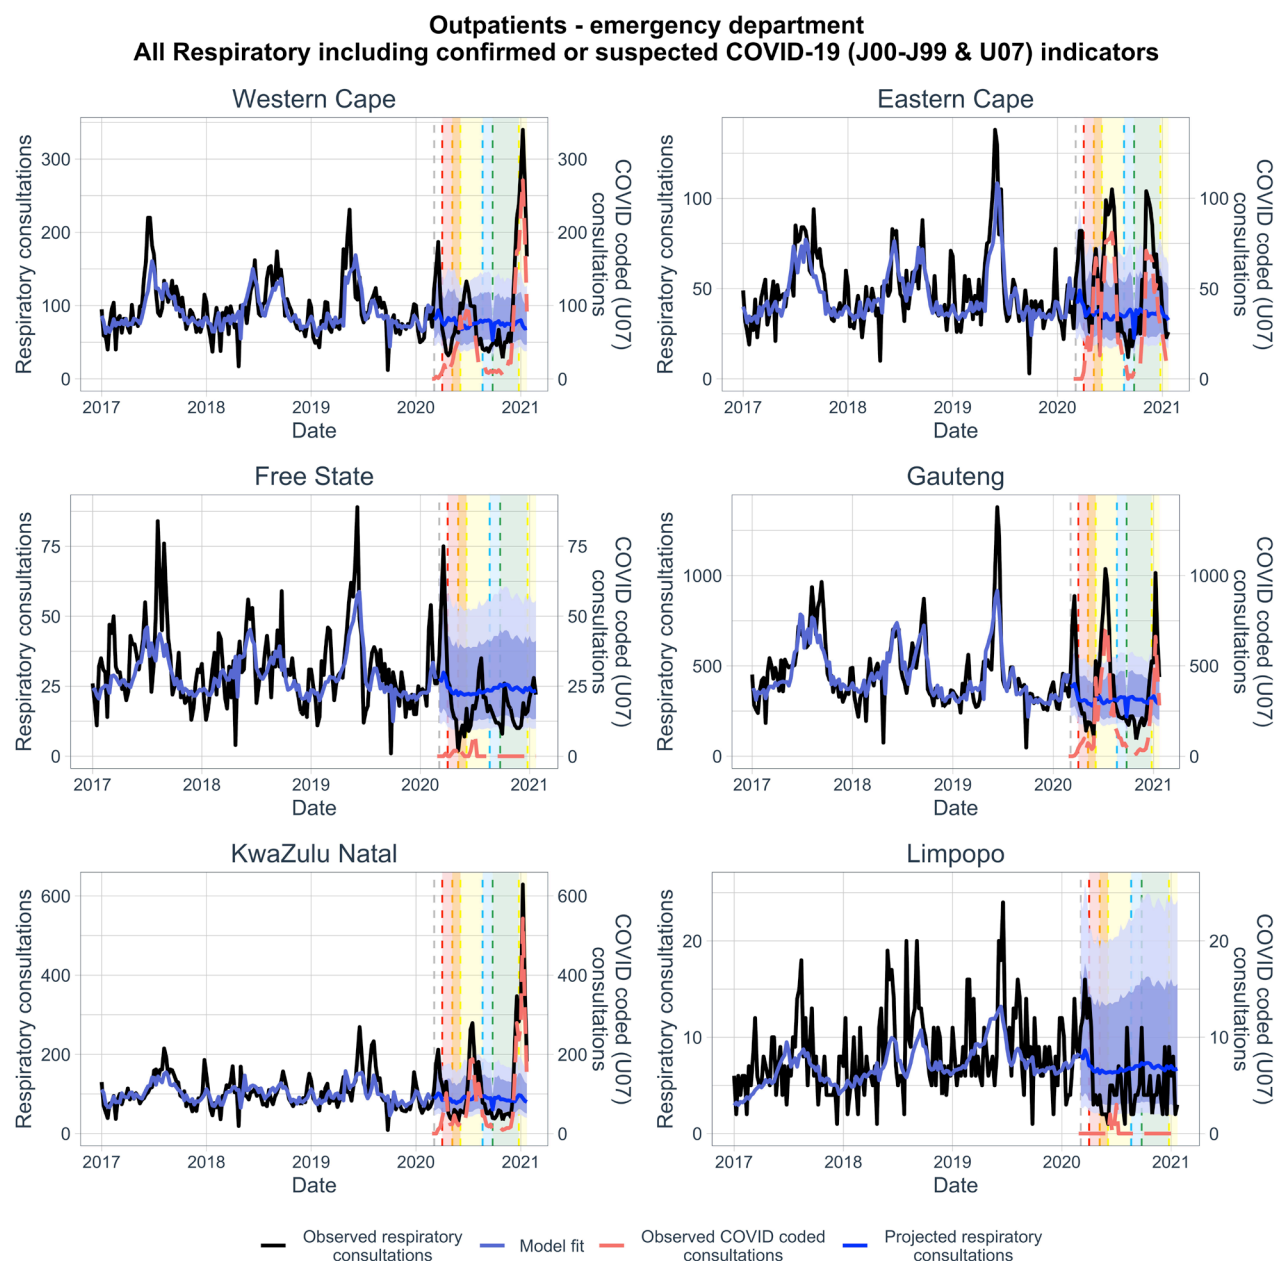 Outpatients - emergency department
All Respiratory including confirmed or suspected COVID-19 (J00-J99 & U07) indicators
Western Cape
Respiratory consultations
300
200
100
0
300
200
100
0
COVID coded (U07)
consultations
2017 2018 2019 2020 2021
Date
Eastern Cape
Respiratory consultations
100
50
0
100
50
0
COVID coded (U07)
consultations
2017 2018 2019 2020 2021
Date
Free State
Respiratory consultations
75
50
25
0
75
50
25
0
COVID coded (U07)
consultations
2017 2018 2019 2020 2021
Date
Gauteng
Respiratory consultations
1000
500
0
1000
500
0
COVID coded (U07)
consultations
2017 2018 2019 2020 2021
Date
KwaZulu Natal
Respiratory consultations
600
400
200
0
600
400
200
0
COVID coded (U07)
consultations
2017 2018 2019 2020 2021
Date
Limpopo
Respiratory consultations
20
10
0
20
10
0
COVID coded (U07)
consultations
2017 2018 2019 2020 2021
Date
Observed respiratory
consultations
Model fit
Observed COVID coded
consultations
Projected respiratory
consultations